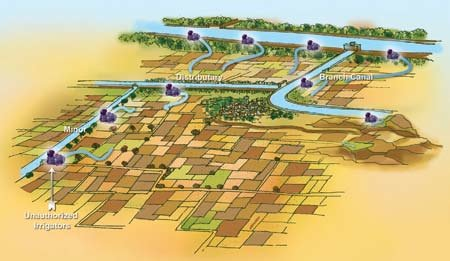 Distributary
Branch Canal
Minor
Unauthorized
Irrigators